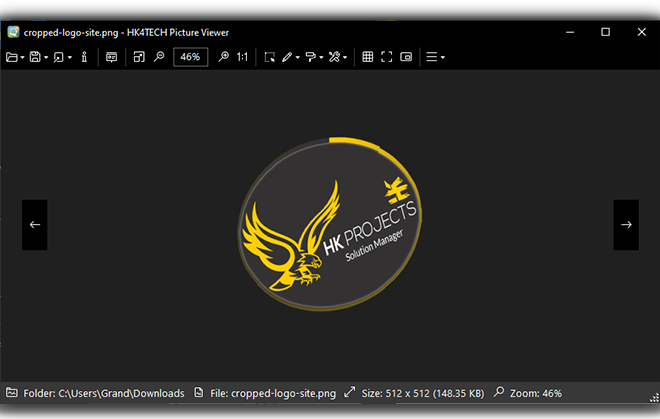 cropped-logo-site.png - HK4TECH Picture Viewer
46% 1:1
HK PROJECTS
Solution Manager
Folder: C:\Users\Grand\Downloads File: cropped-logo-site.png Size: 512 x 512 (148.35 KB) Zoom: 46%